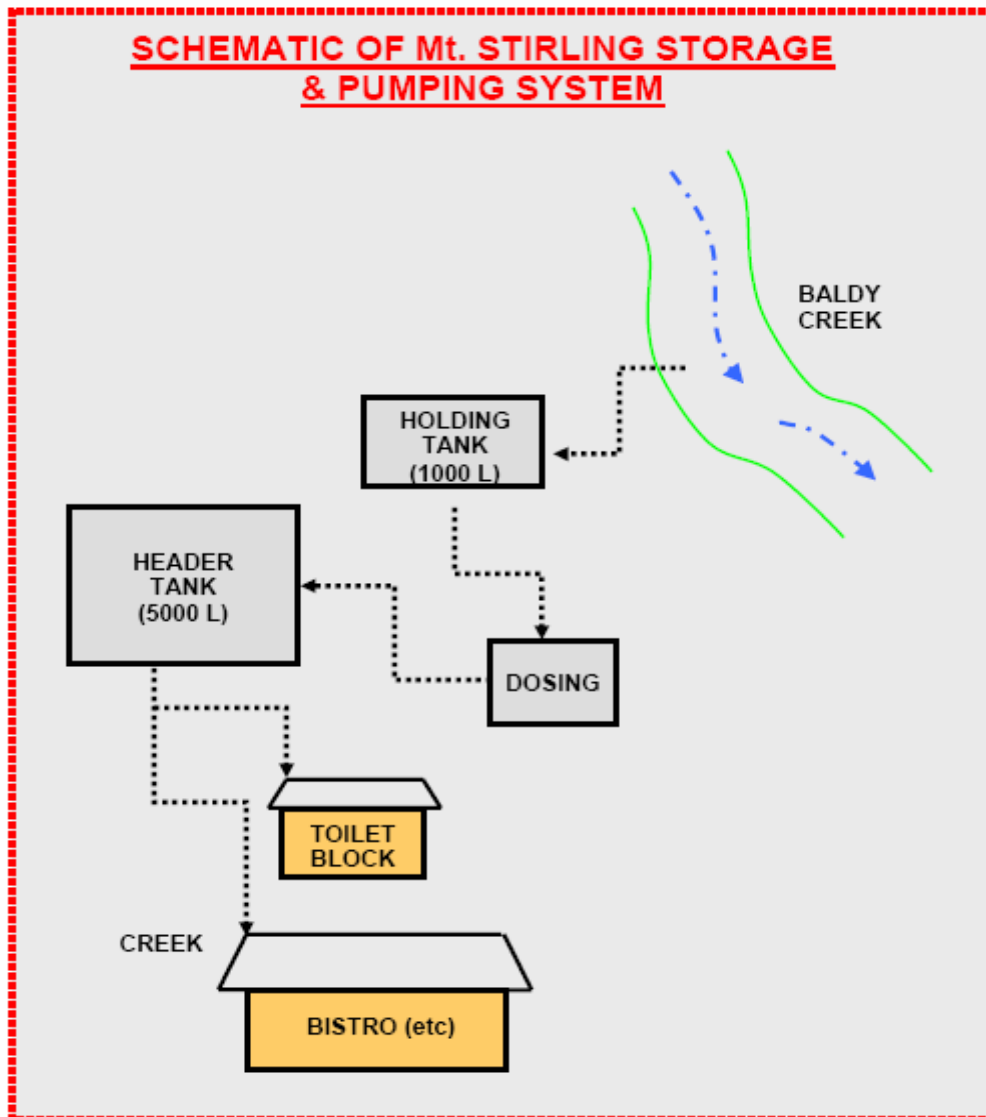 SCHEMATIC OF Mt. STIRLING STORAGE
& PUMPING SYSTEM
BALDY
CREEK
HOLDING
TANK
(1000 L)
HEADER
TANK
(5000 L)
DOSING
TOILET
BLOCK
CREEK
BISTRO (etc)